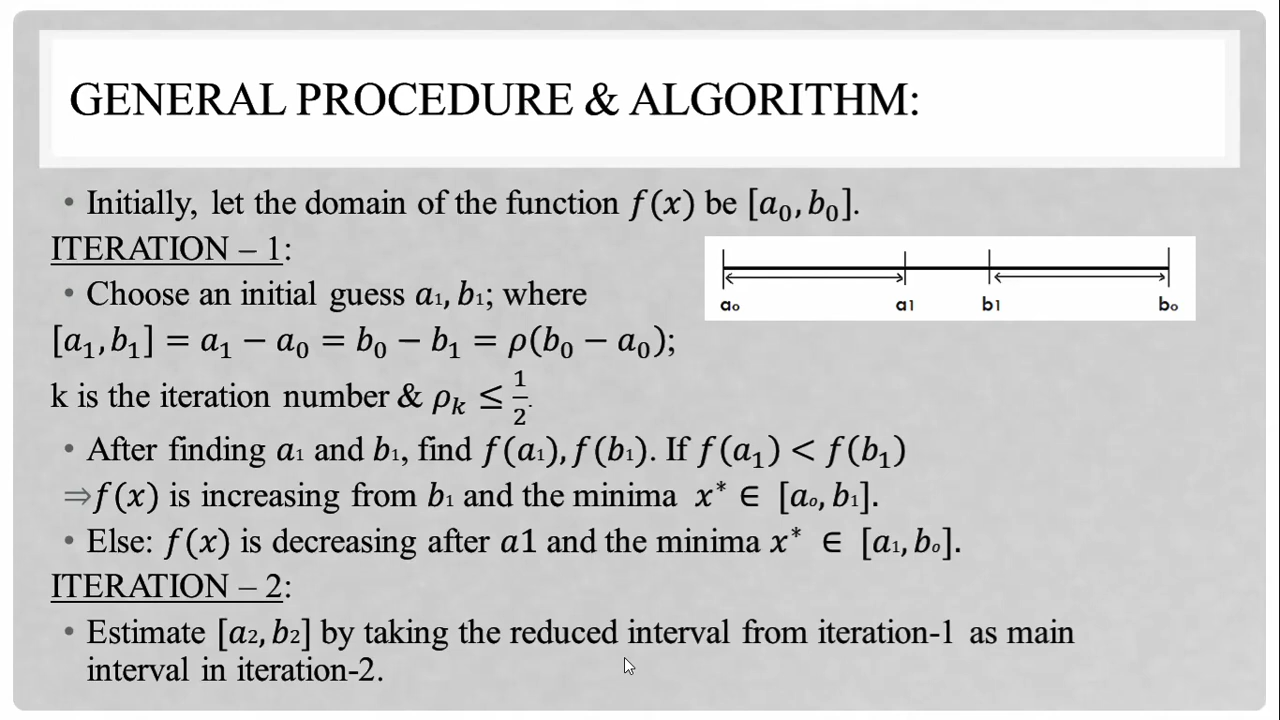 GENERAL PROCEDURE & ALGORITHM:
• Initially, let the domain of the function f(x) be [a₀, b₀].
ITERATION – 1:
• Choose an initial guess a₁, b₁; where
a₀ a1 b1 b₀
[a₁, b₁] = a₁ − a₀ = b₀ − b₁ = ρ(b₀ − a₀);
k is the iteration number & ρₖ ≤ 1/2.
• After finding a₁ and b₁, find f(a₁), f(b₁). If f(a₁) < f(b₁)
⇒f(x) is increasing from b₁ and the minima x* ∈ [aₒ, b₁].
• Else: f(x) is decreasing after a1 and the minima x* ∈ [a₁, bₒ].
ITERATION – 2:
• Estimate [a₂, b₂] by taking the reduced interval from iteration-1 as main
interval in iteration-2.